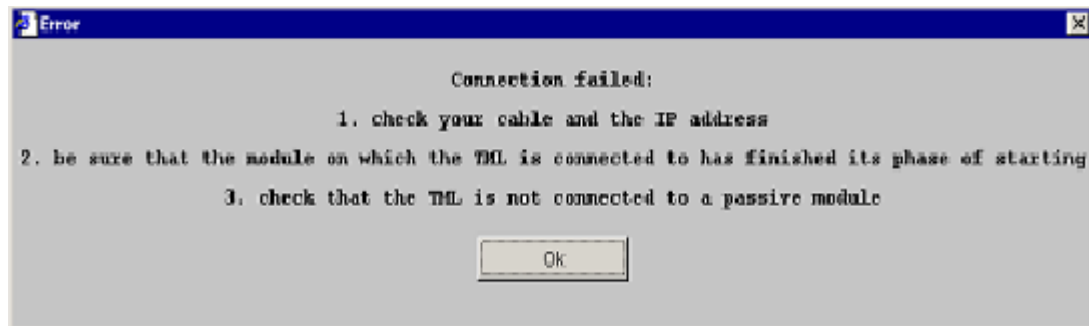 Error
Connection failed:
1. check your cable and the IP address
2. be sure that the module on which the TML is connected to has finished its phase of starting
3. check that the TML is not connected to a passive module
Ok